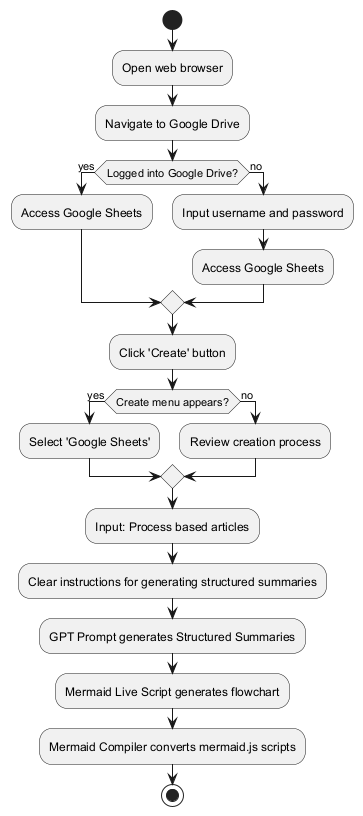 Open web browser
Navigate to Google Drive
yes
Logged into Google Drive?
no
Access Google Sheets
Input username and password
Access Google Sheets
Click 'Create' button
yes
Create menu appears?
no
Select 'Google Sheets'
Review creation process
Input: Process based articles
Clear instructions for generating structured summaries
GPT Prompt generates Structured Summaries
Mermaid Live Script generates flowchart
Mermaid Compiler converts mermaid.js scripts